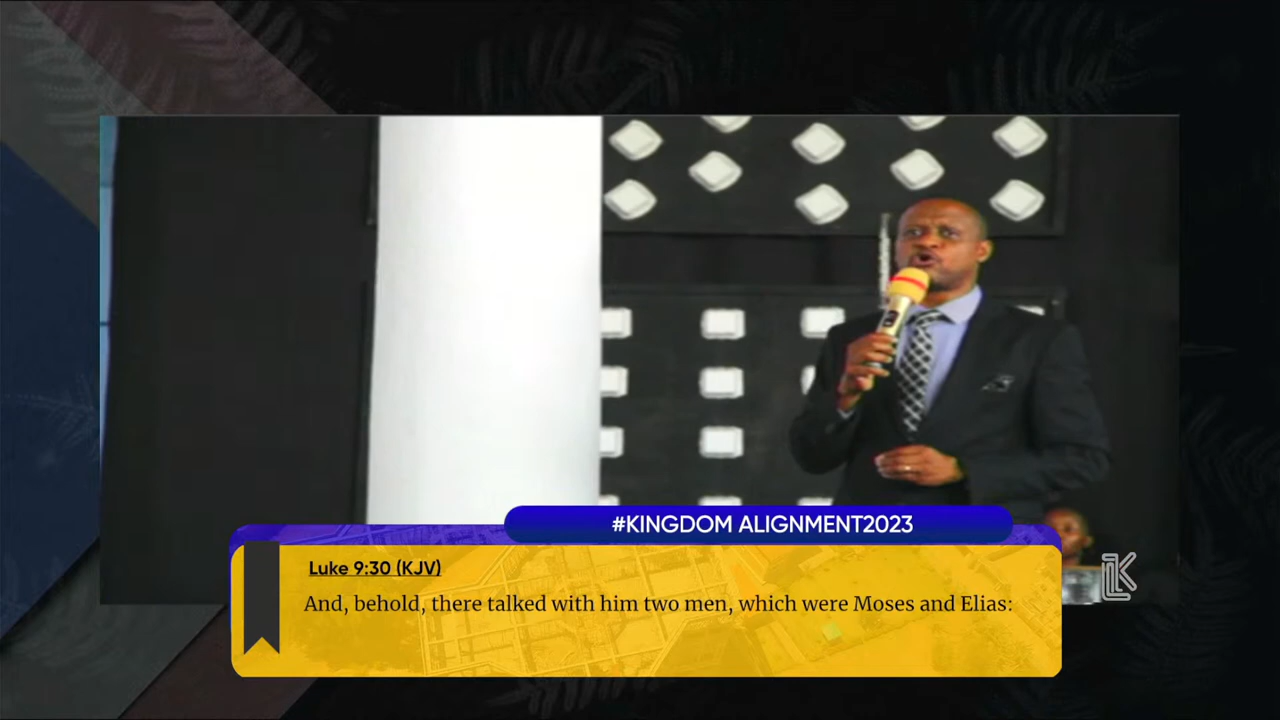 #KINGDOM ALIGNMENT2023
Luke 9:30 (KJV)
And, behold, there talked with him two men, which were Moses and Elias: